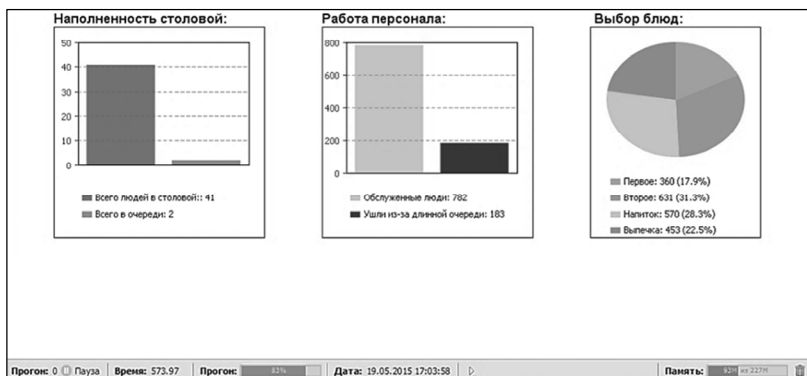 Наполненность столовой:
50
40
30
20
10
0
Всего людей в столовой:: 41
Всего в очереди: 2
Работа персонала:
800
600
400
200
0
Обслуженные люди: 782
Ушли из-за длинной очереди: 183
Выбор блюд:
Первое: 360 (17.9%)
Второе: 631 (31.3%)
Напиток: 570 (28.3%)
Выпечка: 453 (22.5%)
Прогон: 0 Пауза Время: 573.97 Прогон: 82% Дата: 19.05.2015 17:03:58 Память: 92M из 227M